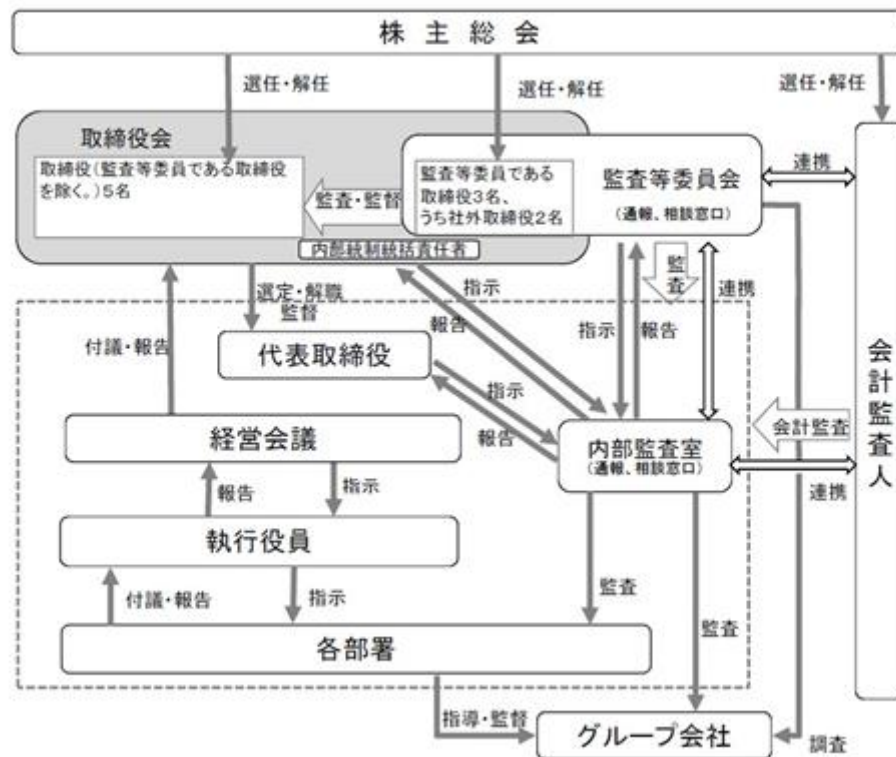 株主総会
選任・解任
選任・解任
選任・解任
取締役会
取締役(監査等委員である取締役
を除く。)5名
監査・監督
監査等委員である
取締役3名、
うち社外取締役2名
監査等委員会
(通報、相談窓口)
連携
内部統制統括責任者
選定・解職
監督
指示
報告
指示
報告
監査
連携
付議・報告
代表取締役
指示
報告
会計監査人
会計監査
経営会議
内部監査室
(通報、相談窓口)
連携
報告
指示
執行役員
付議・報告
指示
監査
監査
各部署
指導・監督
グループ会社
調査